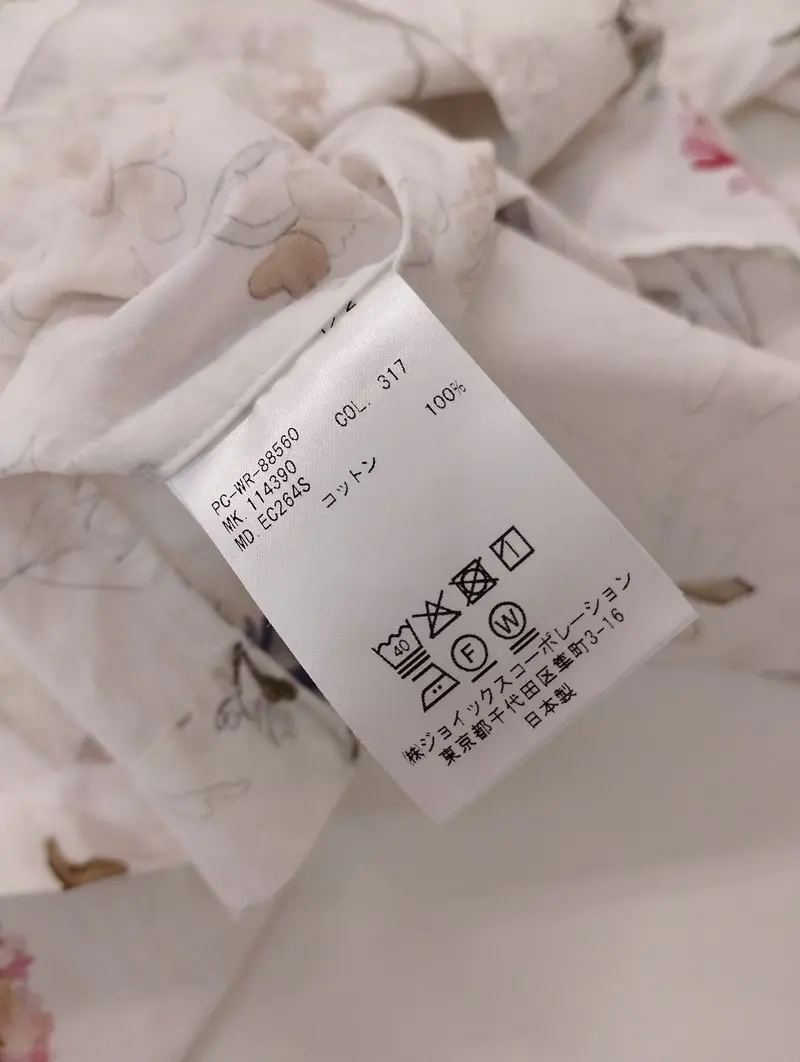 PC-WR-88560 COL. 317
MK. 114390
MD. EC264S
コットン 100%
40
F W
(株)ジョイックスコーポレーション
東京都千代田区隼町3-16
日本製